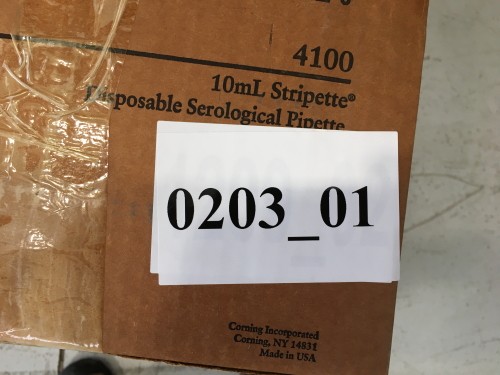 4100
10mL Stripette®
Disposable Serological Pipette
0203_01
Corning Incorporated
Corning, NY 14831
Made in USA